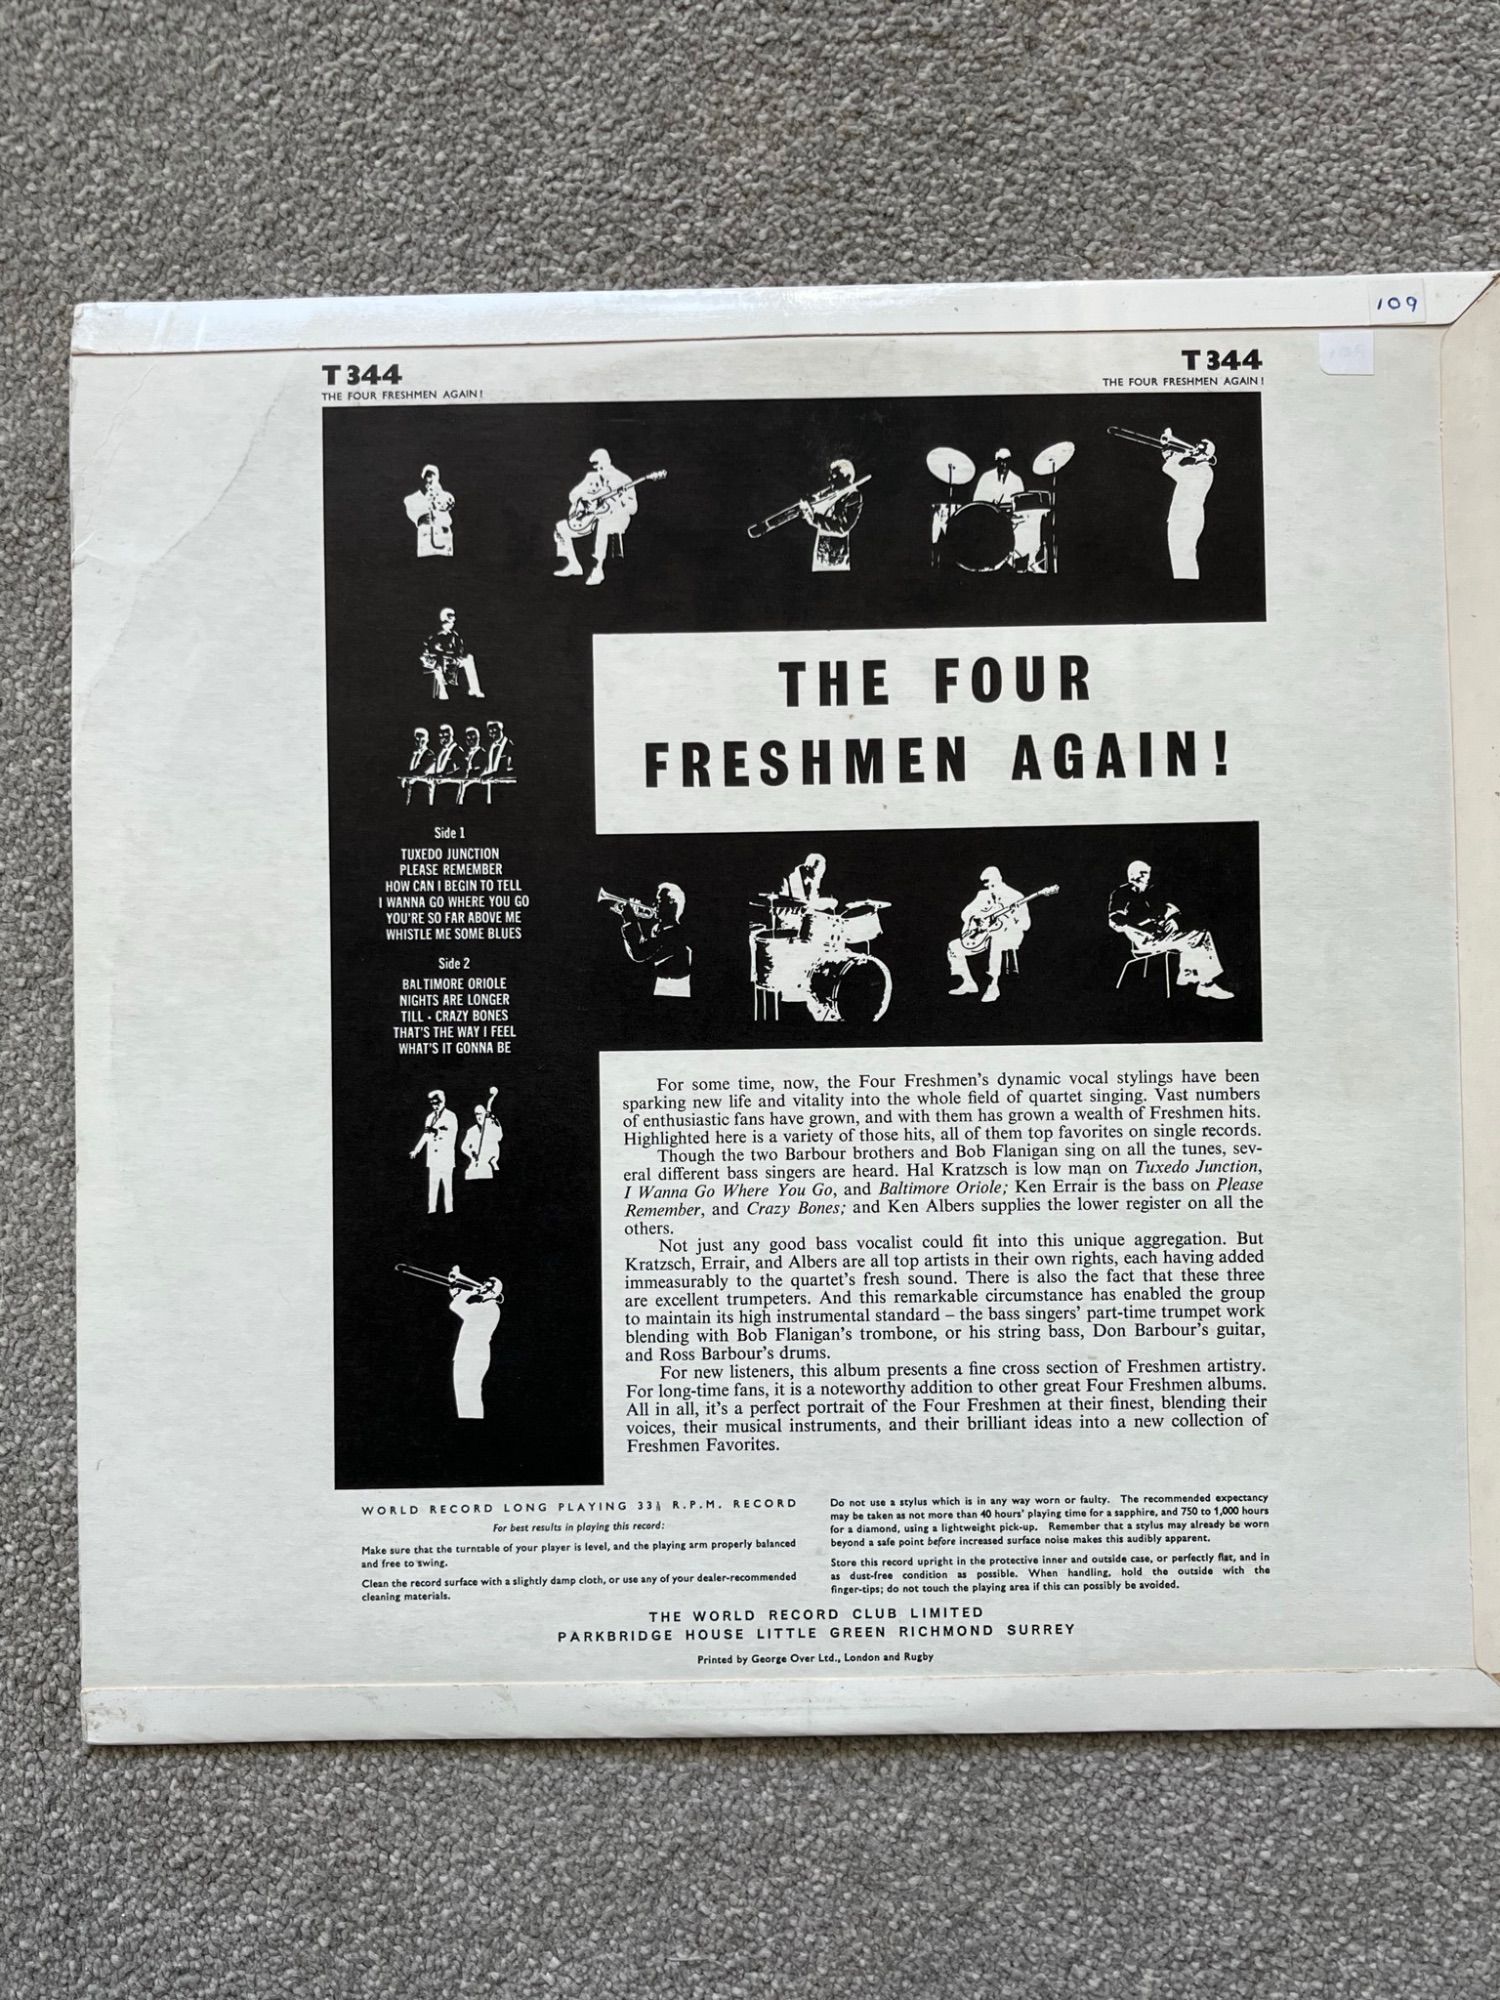 109
T 344
THE FOUR FRESHMEN AGAIN!
T 344
THE FOUR FRESHMEN AGAIN!
THE FOUR
FRESHMEN AGAIN!
Side 1
TUXEDO JUNCTION
PLEASE REMEMBER
HOW CAN I BEGIN TO TELL
I WANNA GO WHERE YOU GO
YOU'RE SO FAR ABOVE ME
WHISTLE ME SOME BLUES
Side 2
BALTIMORE ORIOLE
NIGHTS ARE LONGER
TILL · CRAZY BONES
THAT'S THE WAY I FEEL
WHAT'S IT GONNA BE
For some time, now, the Four Freshmen's dynamic vocal stylings have been
sparking new life and vitality into the whole field of quartet singing. Vast numbers
of enthusiastic fans have grown, and with them has grown a wealth of Freshmen hits.
Highlighted here is a variety of those hits, all of them top favorites on single records.
Though the two Barbour brothers and Bob Flanigan sing on all the tunes, sev-
eral different bass singers are heard. Hal Kratzsch is low man on Tuxedo Junction,
I Wanna Go Where You Go, and Baltimore Oriole; Ken Errair is the bass on Please
Remember, and Crazy Bones; and Ken Albers supplies the lower register on all the
others.
Not just any good bass vocalist could fit into this unique aggregation. But
Kratzsch, Errair, and Albers are all top artists in their own rights, each having added
immeasurably to the quartet's fresh sound. There is also the fact that these three
are excellent trumpeters. And this remarkable circumstance has enabled the group
to maintain its high instrumental standard – the bass singers' part-time trumpet work
blending with Bob Flanigan's trombone, or his string bass, Don Barbour's guitar,
and Ross Barbour's drums.
For new listeners, this album presents a fine cross section of Freshmen artistry.
For long-time fans, it is a noteworthy addition to other great Four Freshmen albums.
All in all, it's a perfect portrait of the Four Freshmen at their finest, blending their
voices, their musical instruments, and their brilliant ideas into a new collection of
Freshmen Favorites.
WORLD RECORD LONG PLAYING 33⅓ R.P.M. RECORD
For best results in playing this record:
Make sure that the turntable of your player is level, and the playing arm properly balanced
and free to swing.
Clean the record surface with a slightly damp cloth, or use any of your dealer-recommended
cleaning materials.
Do not use a stylus which is in any way worn or faulty. The recommended expectancy
may be taken as not more than 40 hours' playing time for a sapphire, and 750 to 1,000 hours
for a diamond, using a lightweight pick-up. Remember that a stylus may already be worn
beyond a safe point before increased surface noise makes this audibly apparent.
Store this record upright in the protective inner and outside case, or perfectly flat, and in
as dust-free condition as possible. When handling, hold the outside with the
finger-tips; do not touch the playing area if this can possibly be avoided.
THE WORLD RECORD CLUB LIMITED
PARKBRIDGE HOUSE LITTLE GREEN RICHMOND SURREY
Printed by George Over Ltd., London and Rugby